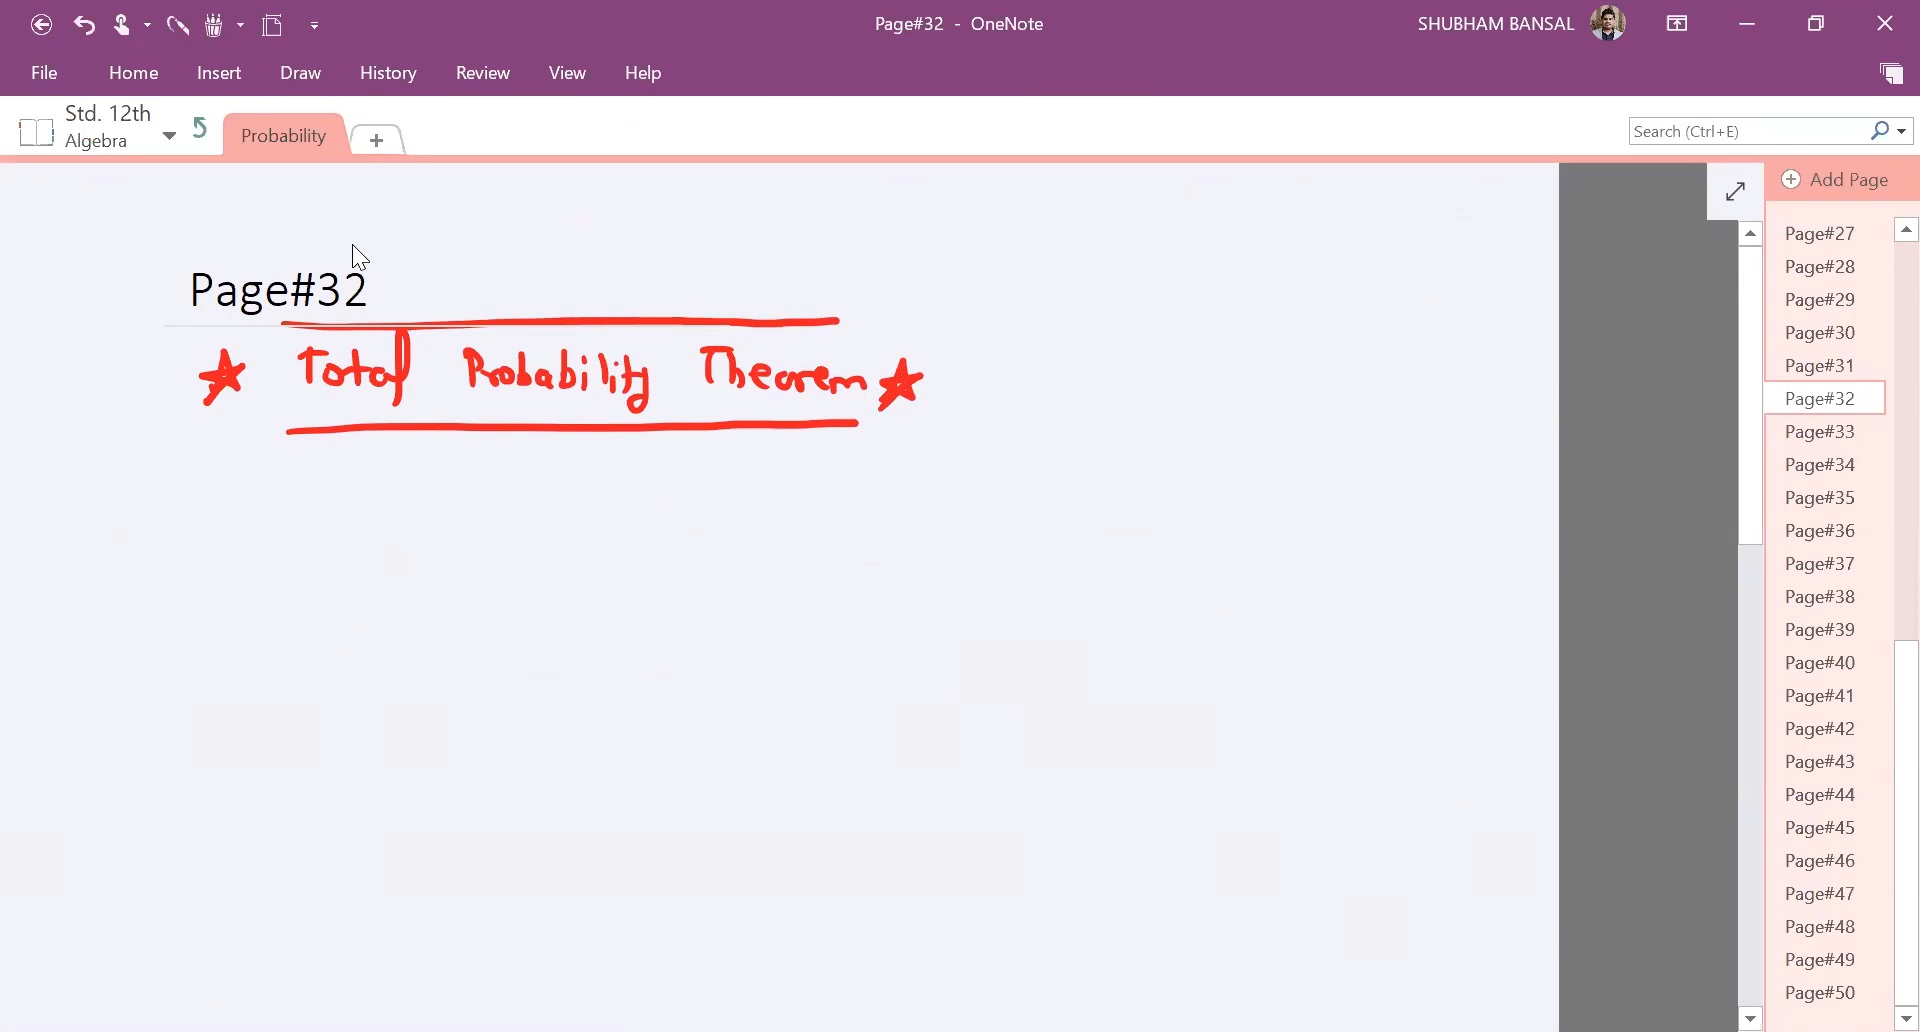 Page#32 - OneNote
SHUBHAM BANSAL
File Home Insert Draw History Review View Help
Std. 12th
Algebra
Probability
Search (Ctrl+E)
Add Page
Page#32
Total Probability Theorem
Page#27
Page#28
Page#29
Page#30
Page#31
Page#32
Page#33
Page#34
Page#35
Page#36
Page#37
Page#38
Page#39
Page#40
Page#41
Page#42
Page#43
Page#44
Page#45
Page#46
Page#47
Page#48
Page#49
Page#50